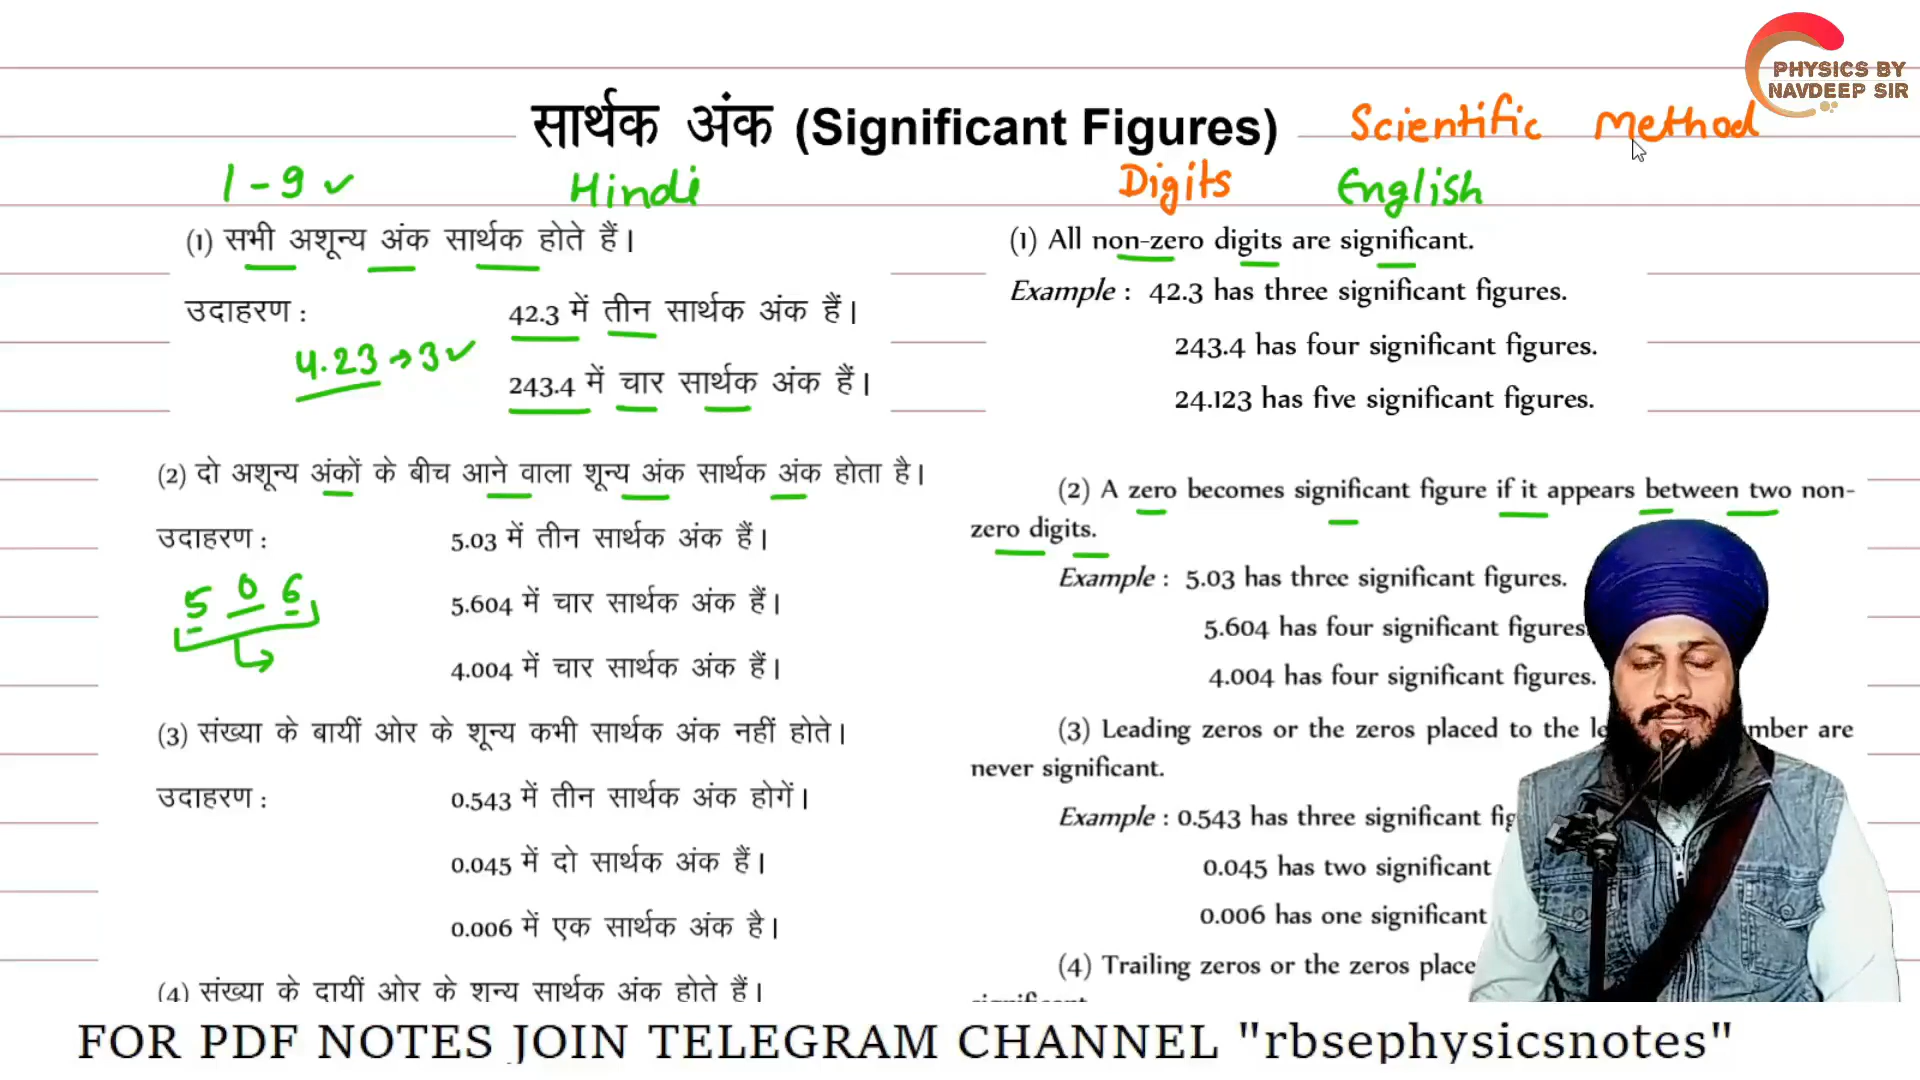 PHYSICS BY
NAVDEEP SIR
सार्थक अंक (Significant Figures)
Scientific Method
1-9 ✓
Hindi
Digits
English
(1) सभी अशून्य अंक सार्थक होते हैं।
उदाहरण :
42.3 में तीन सार्थक अंक हैं।
4.23 → 3 ✓
243.4 में चार सार्थक अंक हैं।
(2) दो अशून्य अंकों के बीच आने वाला शून्य अंक सार्थक अंक होता है।
उदाहरण :
5.03 में तीन सार्थक अंक हैं।
5 0 6
5.604 में चार सार्थक अंक हैं।
4.004 में चार सार्थक अंक हैं।
(3) संख्या के बायीं ओर के शून्य कभी सार्थक अंक नहीं होते।
उदाहरण :
0.543 में तीन सार्थक अंक होगें।
0.045 में दो सार्थक अंक हैं।
0.006 में एक सार्थक अंक है।
(4) संख्या के दायीं ओर के शून्य सार्थक अंक होते हैं।
(1) All non-zero digits are significant.
Example : 42.3 has three significant figures.
243.4 has four significant figures.
24.123 has five significant figures.
(2) A zero becomes significant figure if it appears between two non-
zero digits.
Example : 5.03 has three significant figures.
5.604 has four significant figures.
4.004 has four significant figures.
(3) Leading zeros or the zeros placed to the are
never significant.
Example : 0.543 has three significant
0.045 has two significant
0.006 has one significant
(4) Trailing zeros or the zeros place
FOR PDF NOTES JOIN TELEGRAM CHANNEL "rbsephysicsnotes"